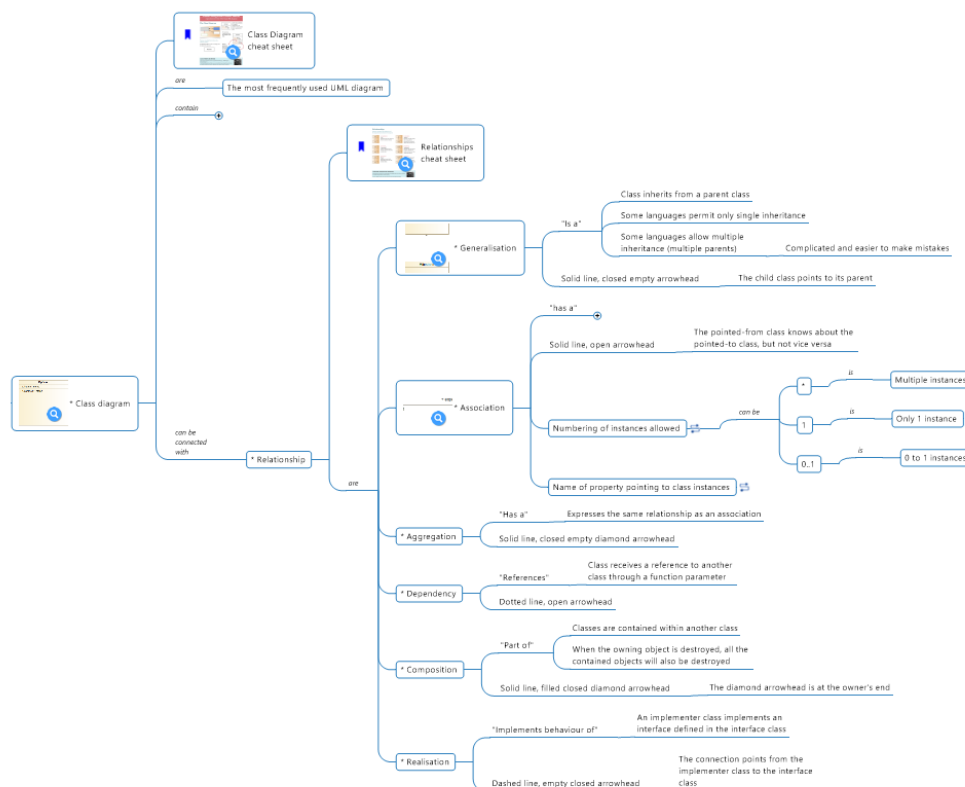 Class Diagram
cheat sheet
are
The most frequently used UML diagram
contain
Relationships
cheat sheet
* Generalisation
"Is a"
Class inherits from a parent class
Some languages permit only single inheritance
Some languages allow multiple
inheritance (multiple parents)
Complicated and easier to make mistakes
Solid line, closed empty arrowhead
The child class points to its parent
* Class diagram
can be
connected
with
* Relationship
are
* Association
"has a"
Solid line, open arrowhead
The pointed-from class knows about the
pointed-to class, but not vice versa
Numbering of instances allowed
can be
*
is
Multiple instances
1
is
Only 1 instance
0..1
is
0 to 1 instances
Name of property pointing to class instances
* Aggregation
"Has a"
Expresses the same relationship as an association
Solid line, closed empty diamond arrowhead
* Dependency
"References"
Class receives a reference to another
class through a function parameter
Dotted line, open arrowhead
* Composition
"Part of"
Classes are contained within another class
When the owning object is destroyed, all the
contained objects will also be destroyed
Solid line, filled closed diamond arrowhead
The diamond arrowhead is at the owner's end
* Realisation
"Implements behaviour of"
An implementer class implements an
interface defined in the interface class
Dashed line, empty closed arrowhead
The connection points from the
implementer class to the interface
class